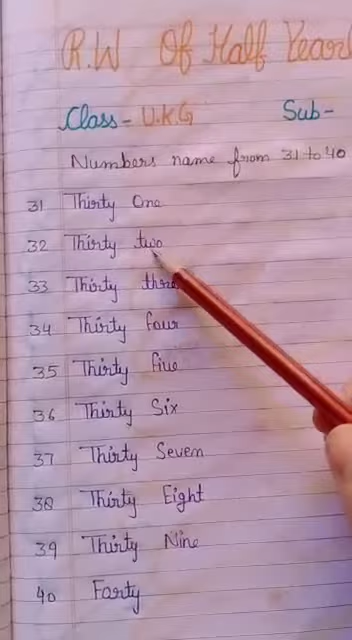 R.W Of Half Year
Class- U.K.G Sub-
Numbers name from 31 to 40
31 Thirty One
32 Thirty two
33 Thirty
34 Thirty four
35 Thirty five
36 Thirty Six
37 Thirty Seven
38 Thirty Eight
39 Thirty Nine
40 Forty